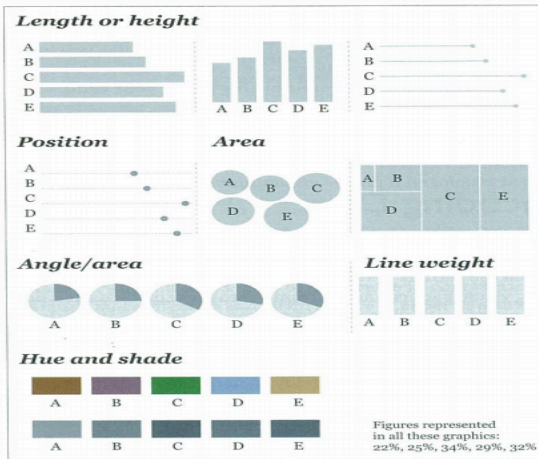 Length or height
A
B
C
D
E
A B C D E
A
B
C
D
E
Position
A
B
C
D
E
Area
A
B
C
D
E
A
B
C
D
E
Angle/area
A B C D E
Line weight
A B C D E
Hue and shade
A B C D E
A B C D E
Figures represented
in all these graphics:
22%, 25%, 34%, 29%, 32%